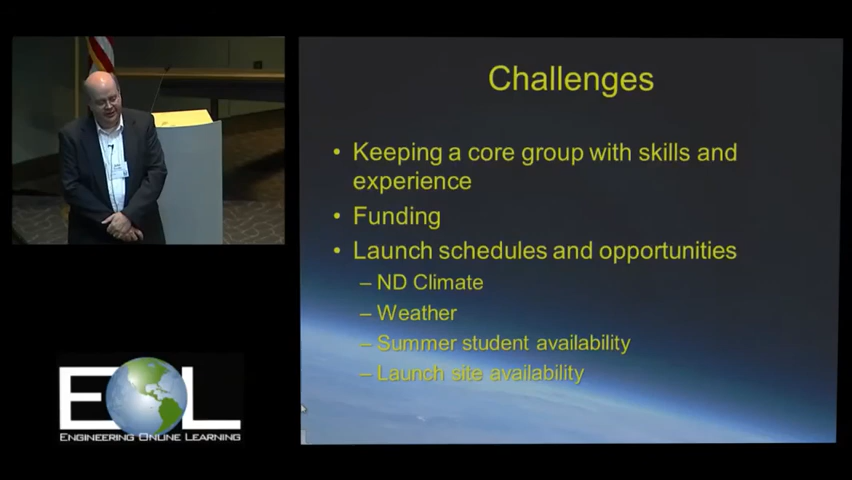 Challenges
• Keeping a core group with skills and
experience
• Funding
• Launch schedules and opportunities
– ND Climate
– Weather
– Summer student availability
– Launch site availability
EOL
ENGINEERING ONLINE LEARNING